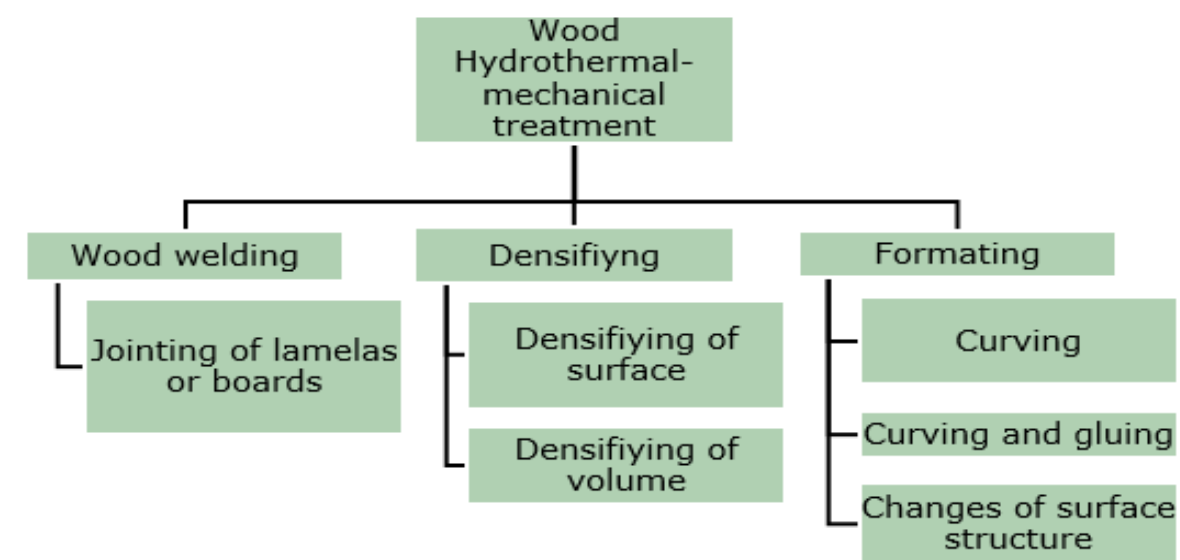 Wood
Hydrothermal-
mechanical
treatment
Wood welding
Jointing of lamelas
or boards
Densifiyng
Densifiying of
surface
Densifiying of
volume
Formating
Curving
Curving and gluing
Changes of surface
structure